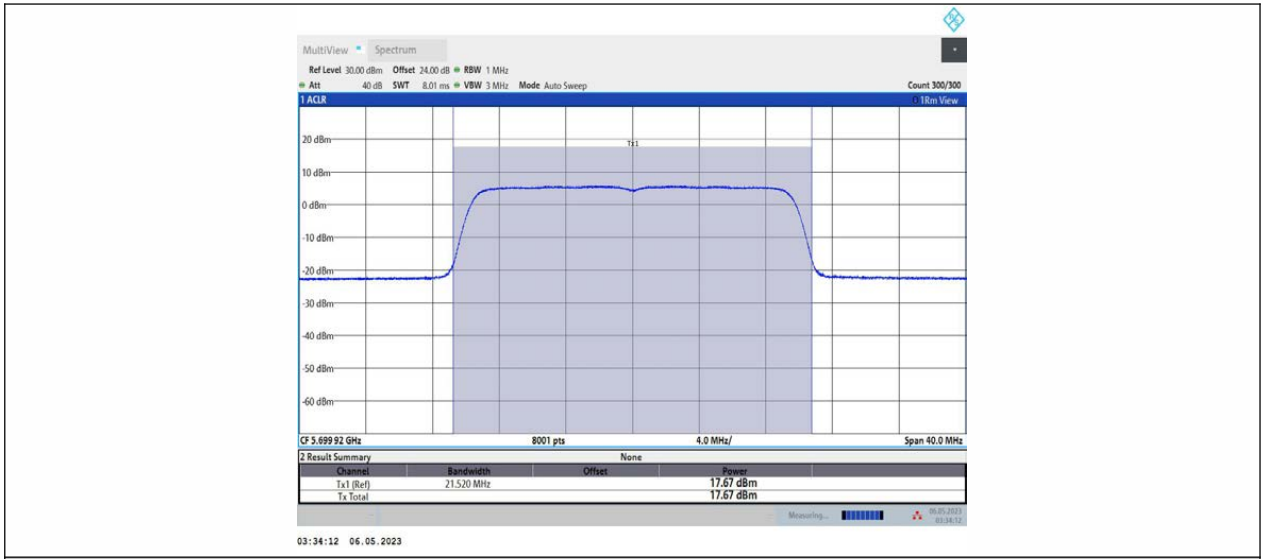 MultiView Spectrum
Ref Level 30.00 dBm Offset 24.00 dB RBW 1 MHz
Att 40 dB SWT 8.01 ms VBW 3 MHz Mode Auto Sweep Count 300/300
1 ACLR 1Rm View
Tx1
20 dBm
10 dBm
0 dBm
-10 dBm
-20 dBm
-30 dBm
-40 dBm
-50 dBm
-60 dBm
CF 5.699 92 GHz 8001 pts 4.0 MHz/ Span 40.0 MHz
2 Result Summary None
Channel Bandwidth Offset Power
Tx1 (Ref) 21.520 MHz 17.67 dBm
Tx Total 17.67 dBm
Measuring... 06.05.2023
03:34:12
03:34:12 06.05.2023